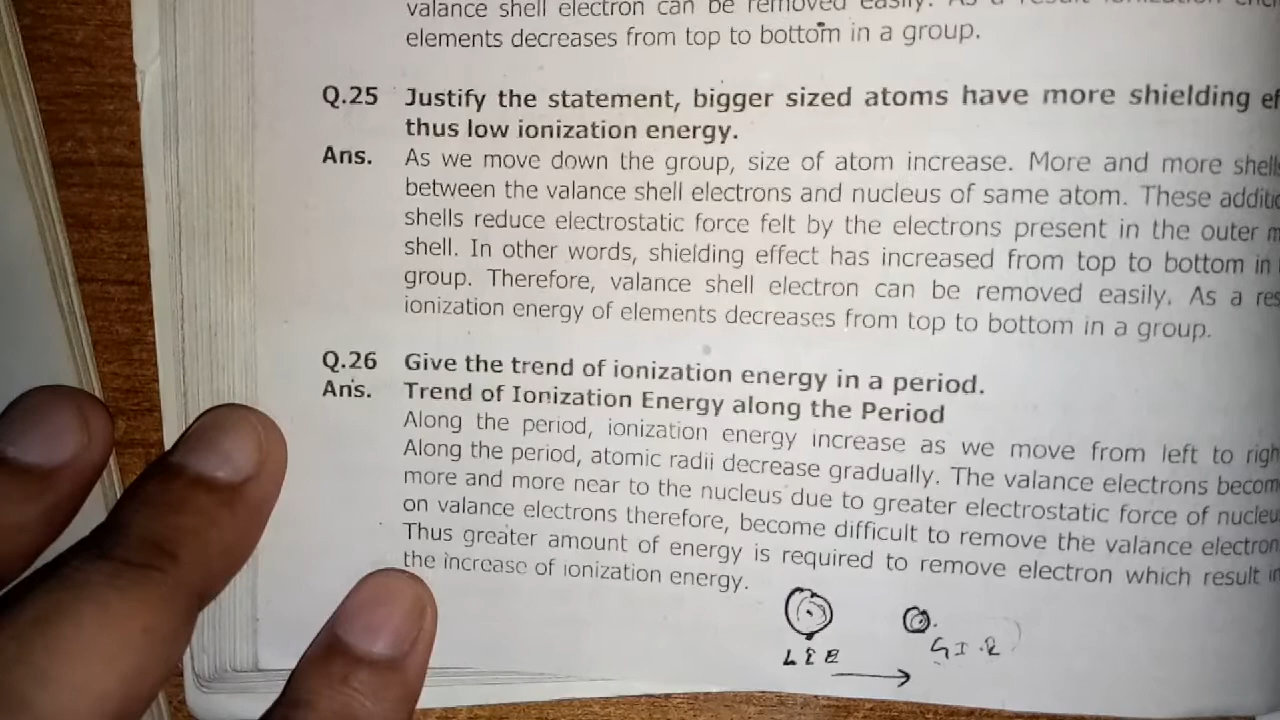 valance shell electron can be removed easily. As a result ionization
elements decreases from top to bottom in a group.
Q.25 Justify the statement, bigger sized atoms have more shielding ef
thus low ionization energy.
Ans. As we move down the group, size of atom increase. More and more shells
between the valance shell electrons and nucleus of same atom. These additio
shells reduce electrostatic force felt by the electrons present in the outer m
shell. In other words, shielding effect has increased from top to bottom in
group. Therefore, valance shell electron can be removed easily. As a res
ionization energy of elements decreases from top to bottom in a group.
Q.26 Give the trend of ionization energy in a period.
Ans. Trend of Ionization Energy along the Period
Along the period, ionization energy increase as we move from left to righ
Along the period, atomic radii decrease gradually. The valance electrons becom
more and more near to the nucleus due to greater electrostatic force of nucleu
on valance electrons therefore, become difficult to remove the valance electron
Thus greater amount of energy is required to remove electron which result in
the increase of ionization energy.